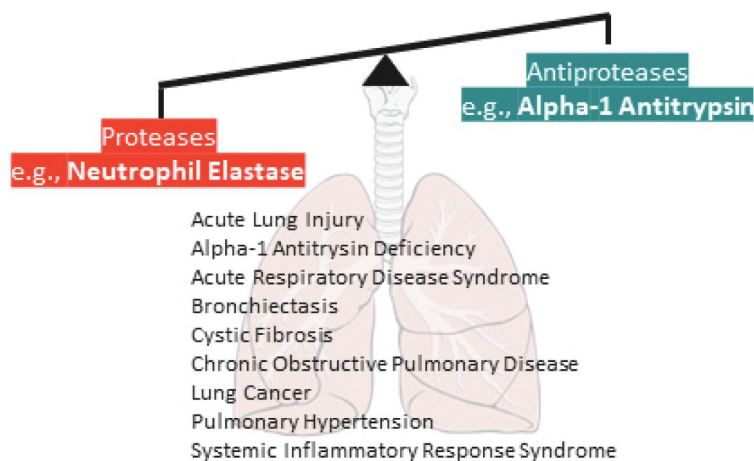 Antiproteases
e.g., Alpha-1 Antitrypsin
Proteases
e.g., Neutrophil Elastase
Acute Lung Injury
Alpha-1 Antitrysin Deficiency
Acute Respiratory Disease Syndrome
Bronchiectasis
Cystic Fibrosis
Chronic Obstructive Pulmonary Disease
Lung Cancer
Pulmonary Hypertension
Systemic Inflammatory Response Syndrome